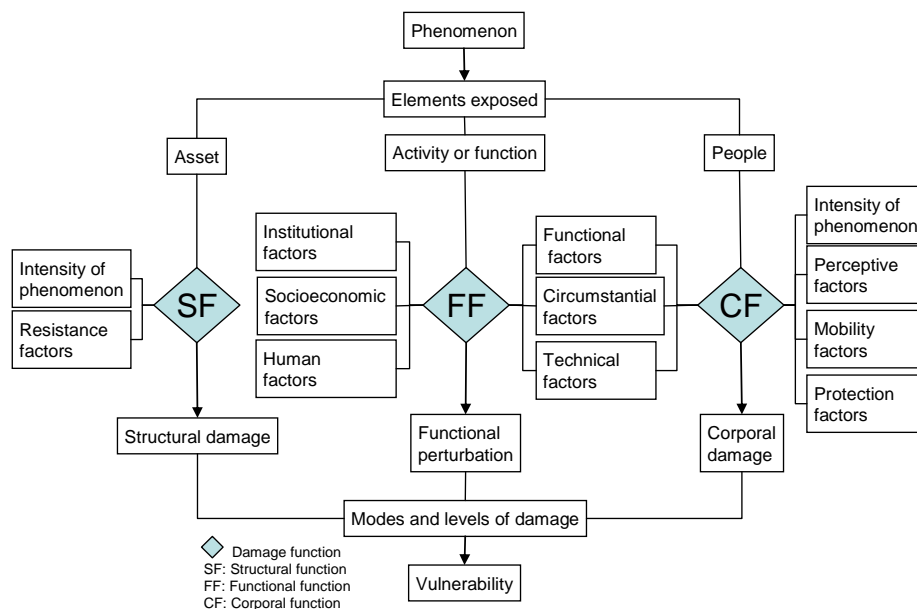 Phenomenon
Elements exposed
Asset
Activity or function
People
Intensity of
phenomenon
Resistance
factors
SF
Institutional
factors
Socioeconomic
factors
Human
factors
FF
Functional
factors
Circumstantial
factors
Technical
factors
CF
Intensity of
phenomenon
Perceptive
factors
Mobility
factors
Protection
factors
Structural damage
Functional
perturbation
Corporal
damage
Modes and levels of damage
Vulnerability
Damage function
SF: Structural function
FF: Functional function
CF: Corporal function